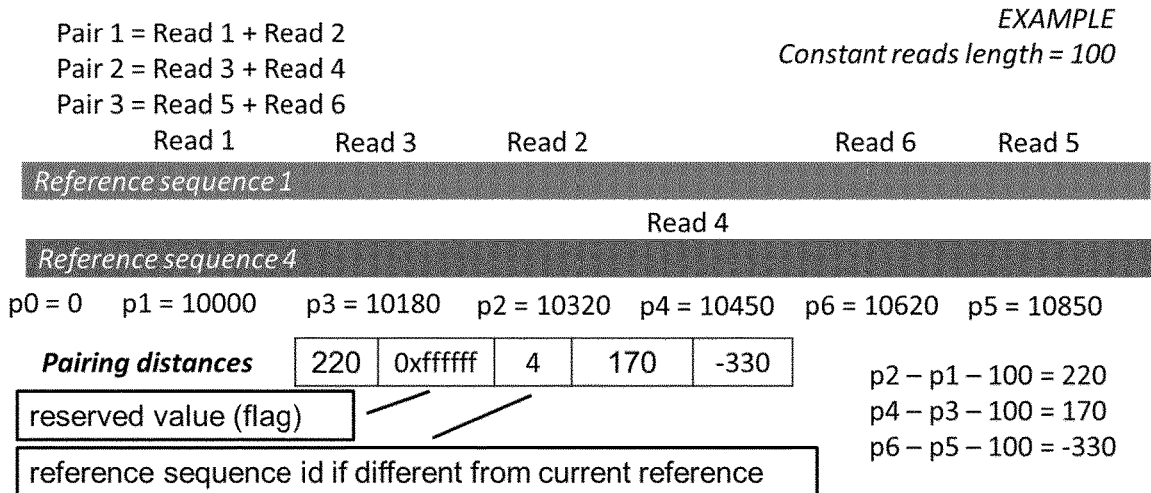 EXAMPLE
Constant reads length = 100
Pair 1 = Read 1 + Read 2
Pair 2 = Read 3 + Read 4
Pair 3 = Read 5 + Read 6
Read 1 Read 3 Read 2 Read 6 Read 5
Reference sequence 1
Read 4
Reference sequence 4
p0 = 0 p1 = 10000 p3 = 10180 p2 = 10320 p4 = 10450 p6 = 10620 p5 = 10850
Pairing distances 220 0xffffff 4 170 -330
reserved value (flag)
reference sequence id if different from current reference
p2 – p1 – 100 = 220
p4 – p3 – 100 = 170
p6 – p5 – 100 = -330